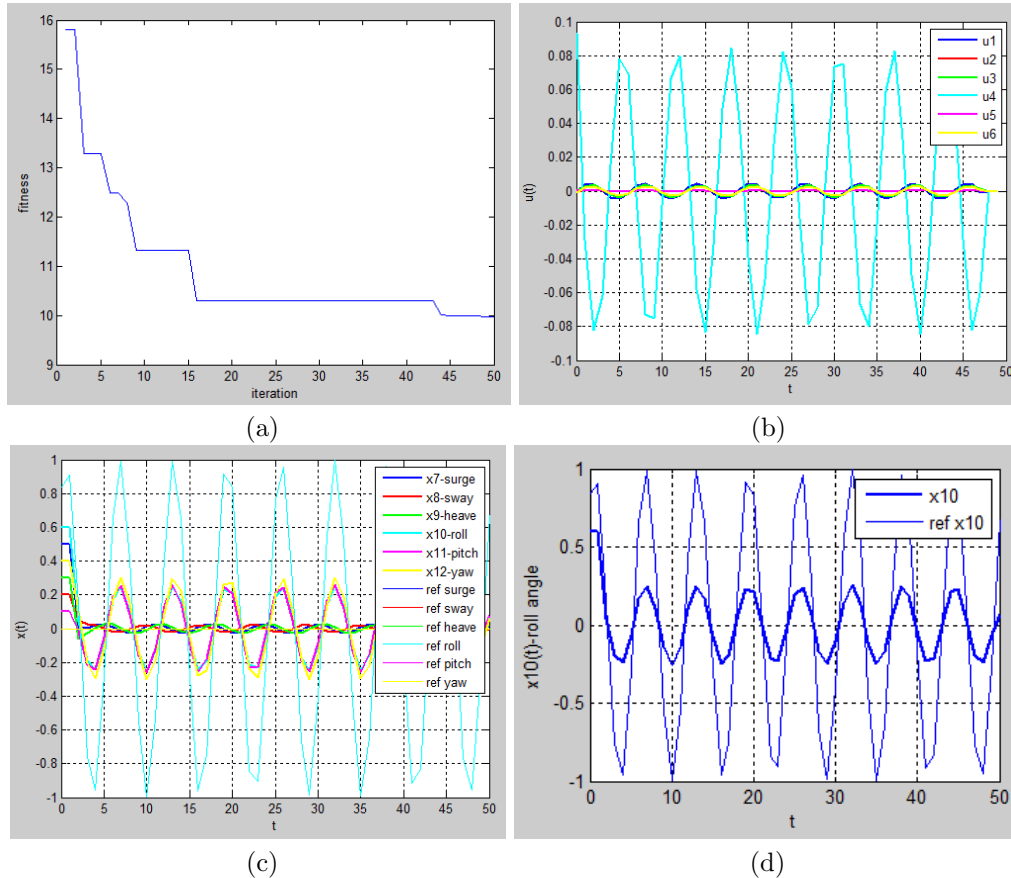 16
15
14
13
12
11
10
9
fitness
0 5 10 15 20 25 30 35 40 45 50
iteration
(a)
0.1
0.08
0.06
0.04
0.02
0
-0.02
-0.04
-0.06
-0.08
-0.1
u(t)
u1
u2
u3
u4
u5
u6
0 5 10 15 20 25 30 35 40 45 50
t
(b)
1
0.8
0.6
0.4
0.2
0
-0.2
-0.4
-0.6
-0.8
-1
x(t)
x7-surge
x8-sway
x9-heave
x10-roll
x11-pitch
x12-yaw
ref surge
ref sway
ref heave
ref roll
ref pitch
ref yaw
0 5 10 15 20 25 30 35 40 45 50
t
(c)
1
0.5
0
-0.5
-1
x10(t)-roll angle
x10
ref x10
0 10 20 30 40 50
t
(d)